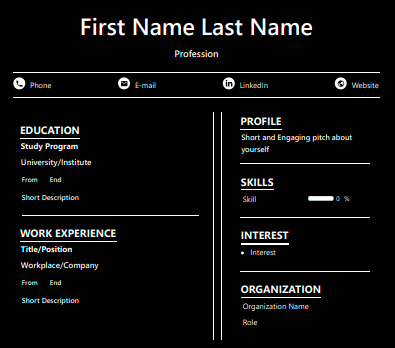 First Name Last Name
Profession
Phone E-mail LinkedIn Website
EDUCATION
Study Program
University/Institute
From End
Short Description
WORK EXPERIENCE
Title/Position
Workplace/Company
From End
Short Description
PROFILE
Short and Engaging pitch about
yourself
SKILLS
Skill 0 %
INTEREST
• Interest
ORGANIZATION
Organization Name
Role